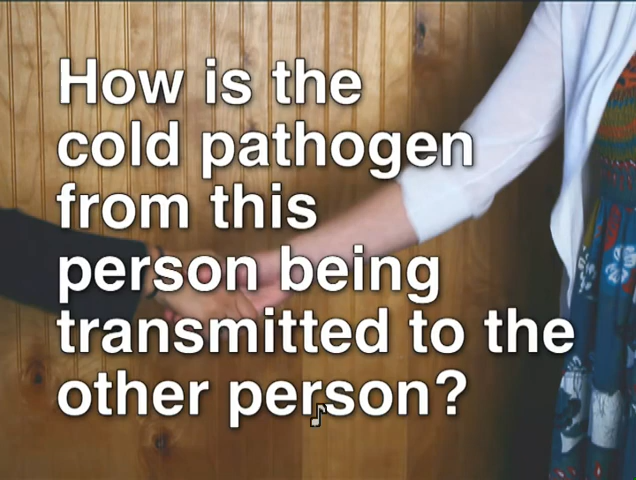 How is the
cold pathogen
from this
person being
transmitted to the
other person?